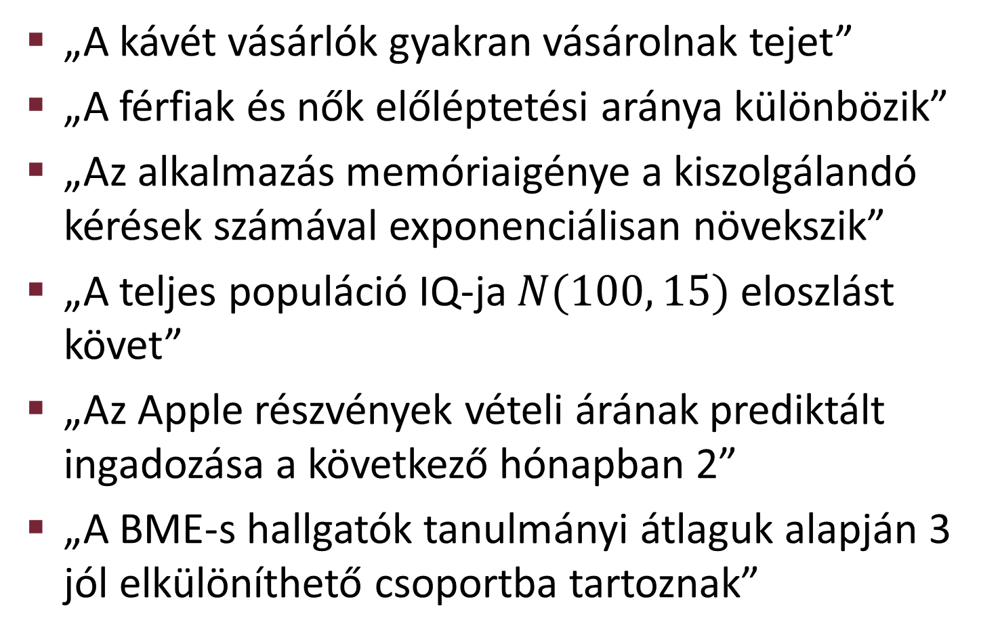 ▪ „A kávét vásárlók gyakran vásárolnak tejet”
▪ „A férfiak és nők előléptetési aránya különbözik”
▪ „Az alkalmazás memóriaigénye a kiszolgálandó
kérések számával exponenciálisan növekszik”
▪ „A teljes populáció IQ-ja N(100, 15) eloszlást
követ”
▪ „Az Apple részvények vételi árának prediktált
ingadozása a következő hónapban 2”
▪ „A BME-s hallgatók tanulmányi átlaguk alapján 3
jól elkülöníthető csoportba tartoznak”